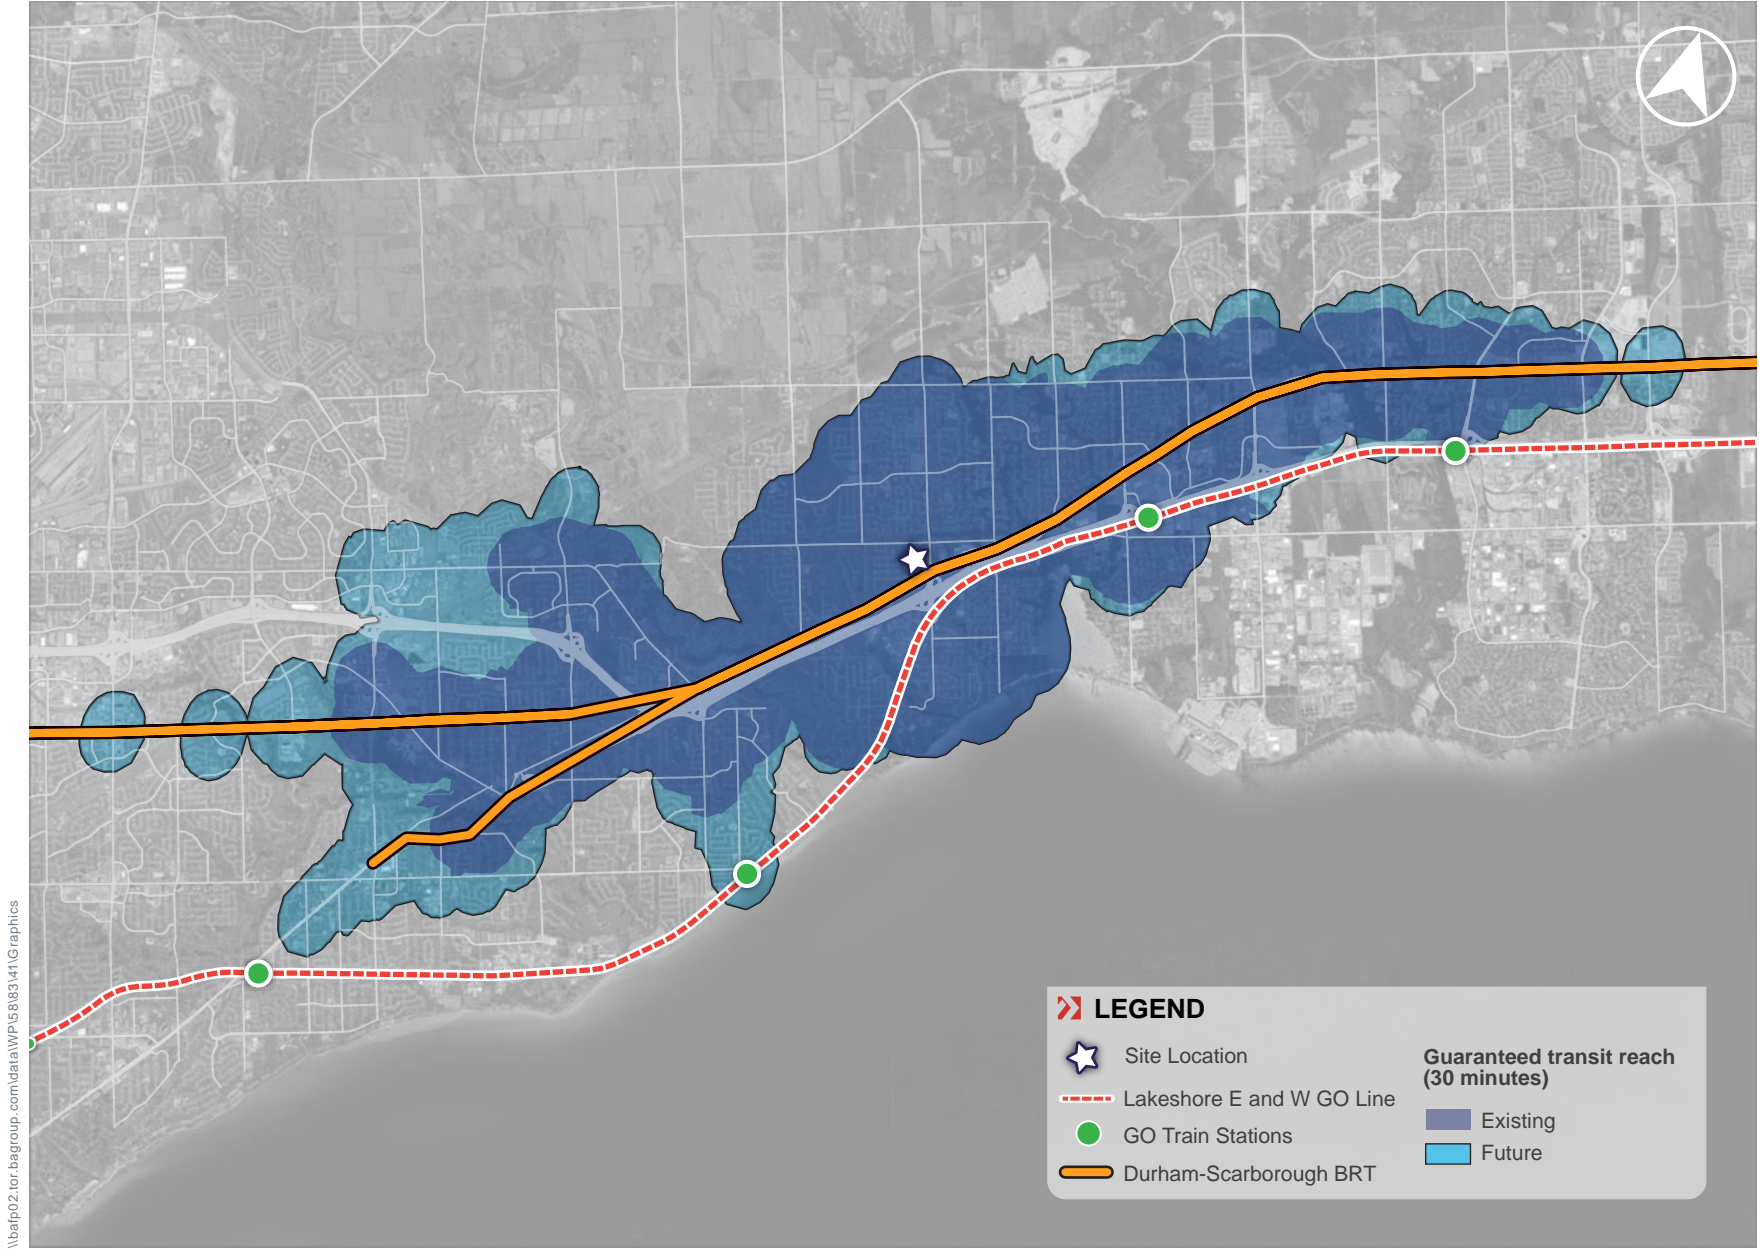 \\bafp02.tor.bagroup.com\data\WP\58\83\41\Graphics
LEGEND
Site Location
Lakeshore E and W GO Line
GO Train Stations
Durham-Scarborough BRT
Guaranteed transit reach
(30 minutes)
Existing
Future